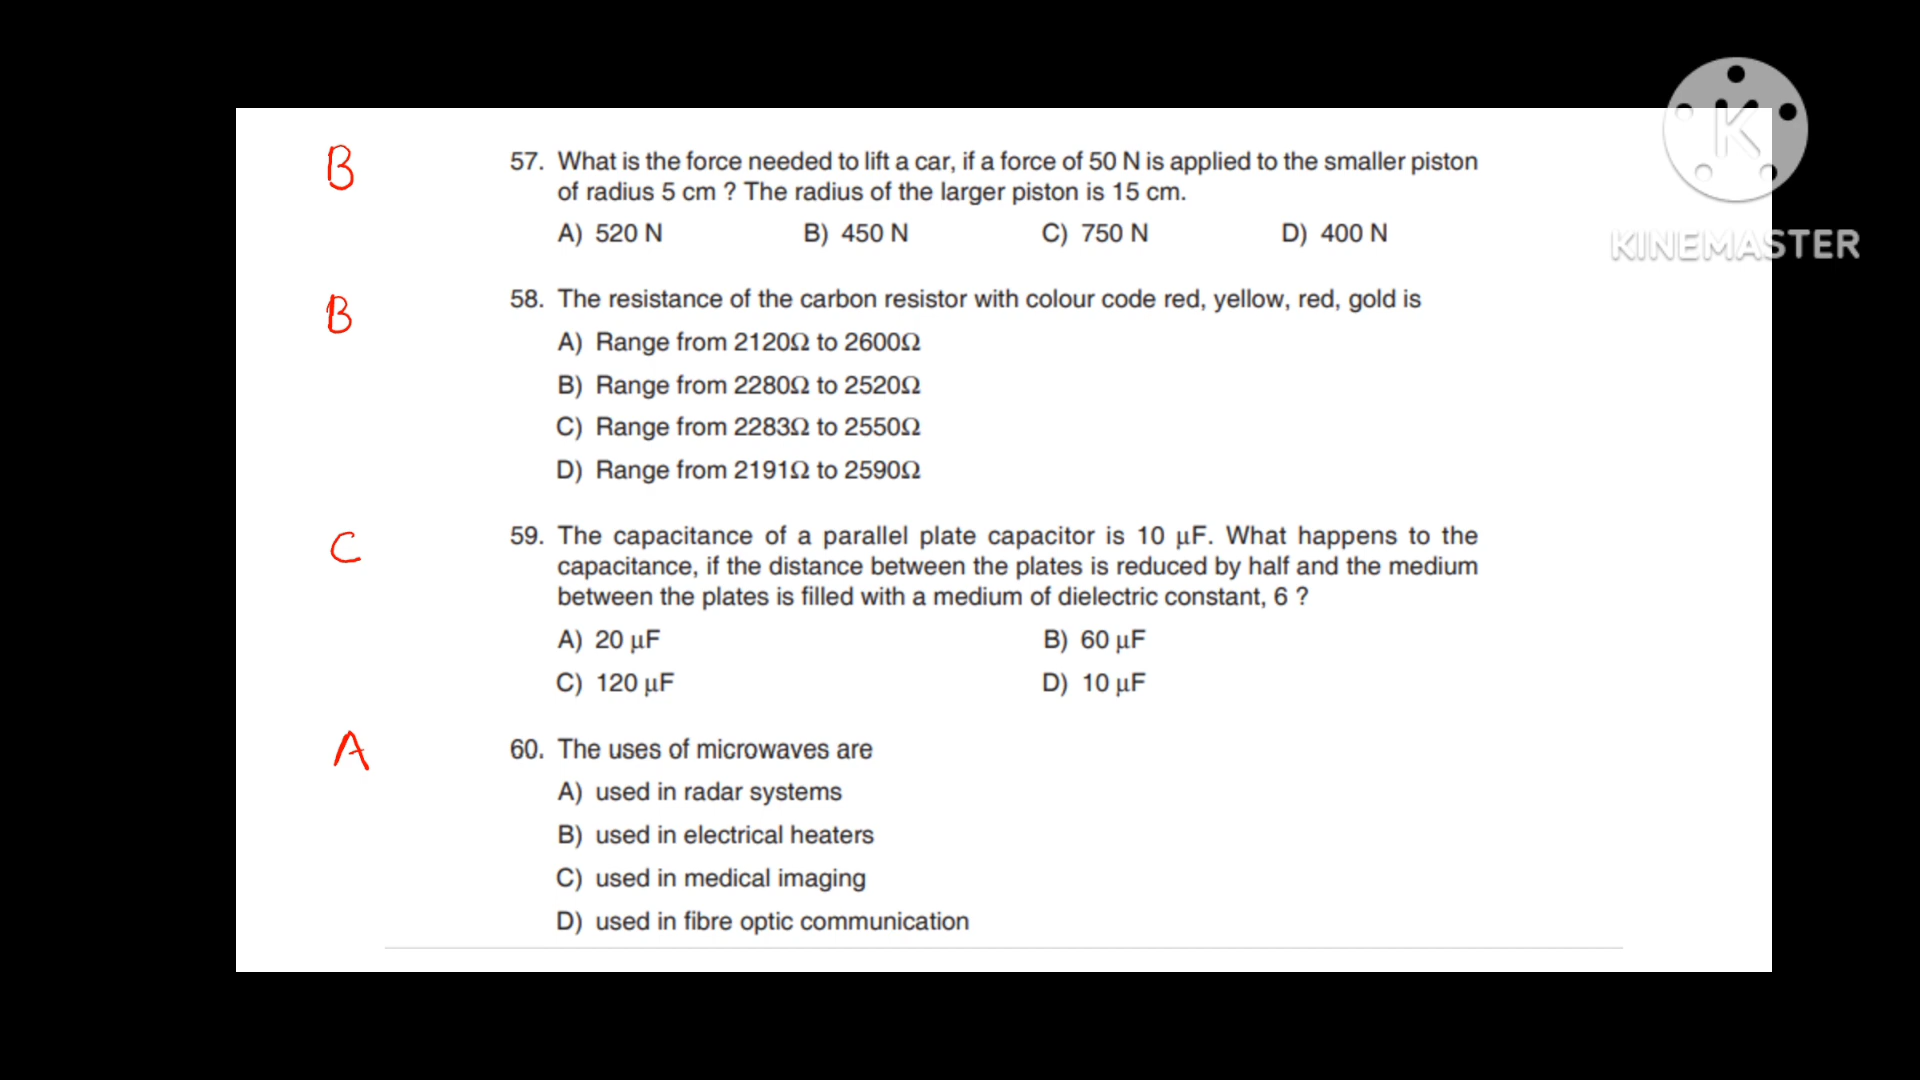 B
57. What is the force needed to lift a car, if a force of 50 N is applied to the smaller piston
of radius 5 cm ? The radius of the larger piston is 15 cm.
A) 520 N B) 450 N C) 750 N D) 400 N
K
KINEMASTER
B
58. The resistance of the carbon resistor with colour code red, yellow, red, gold is
A) Range from 2120Ω to 2600Ω
B) Range from 2280Ω to 2520Ω
C) Range from 2283Ω to 2550Ω
D) Range from 2191Ω to 2590Ω
C
59. The capacitance of a parallel plate capacitor is 10 μF. What happens to the
capacitance, if the distance between the plates is reduced by half and the medium
between the plates is filled with a medium of dielectric constant, 6 ?
A) 20 μF B) 60 μF
C) 120 μF D) 10 μF
A
60. The uses of microwaves are
A) used in radar systems
B) used in electrical heaters
C) used in medical imaging
D) used in fibre optic communication